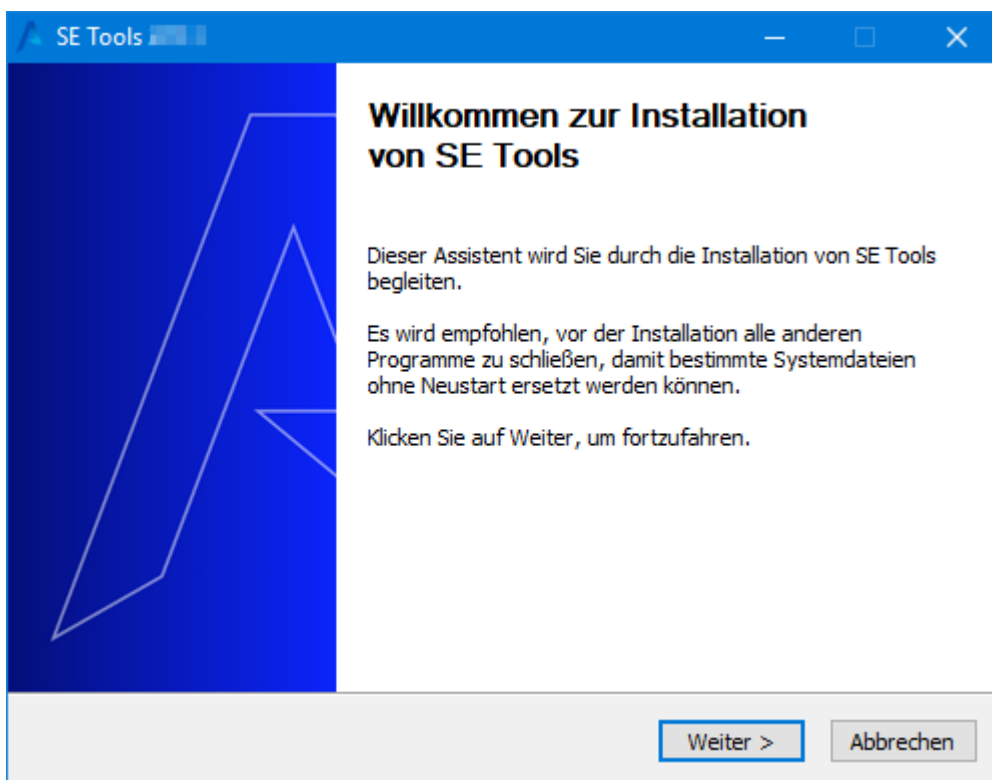 SE Tools
Willkommen zur Installation
von SE Tools
Dieser Assistent wird Sie durch die Installation von SE Tools
begleiten.
Es wird empfohlen, vor der Installation alle anderen
Programme zu schließen, damit bestimmte Systemdateien
ohne Neustart ersetzt werden können.
Klicken Sie auf Weiter, um fortzufahren.
Weiter >
Abbrechen